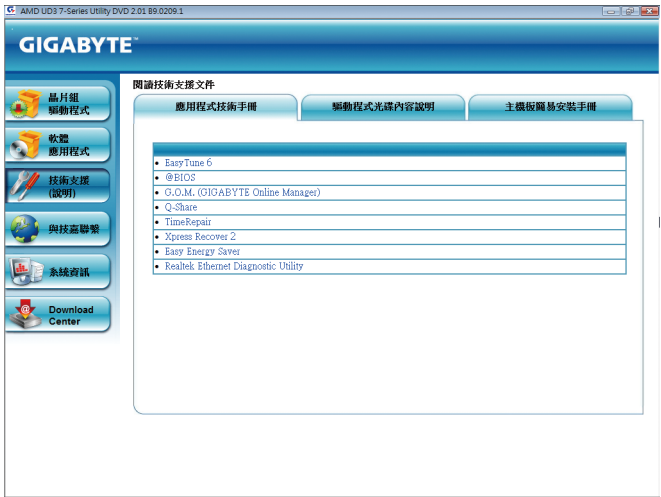 AMD UD3 7-Series Utility DVD 2.01 B9.0209.1
GIGABYTE™
晶片組
驅動程式
軟體
應用程式
技術支援
(說明)
與技嘉聯繫
系統資訊
Download
Center
閱讀技術支援文件
應用程式技術手冊
驅動程式光碟內容說明
主機板簡易安裝手冊
• EasyTune 6
• @BIOS
• G.O.M. (GIGABYTE Online Manager)
• Q-Share
• TimeRepair
• Xpress Recover 2
• Easy Energy Saver
• Realtek Ethernet Diagnostic Utility